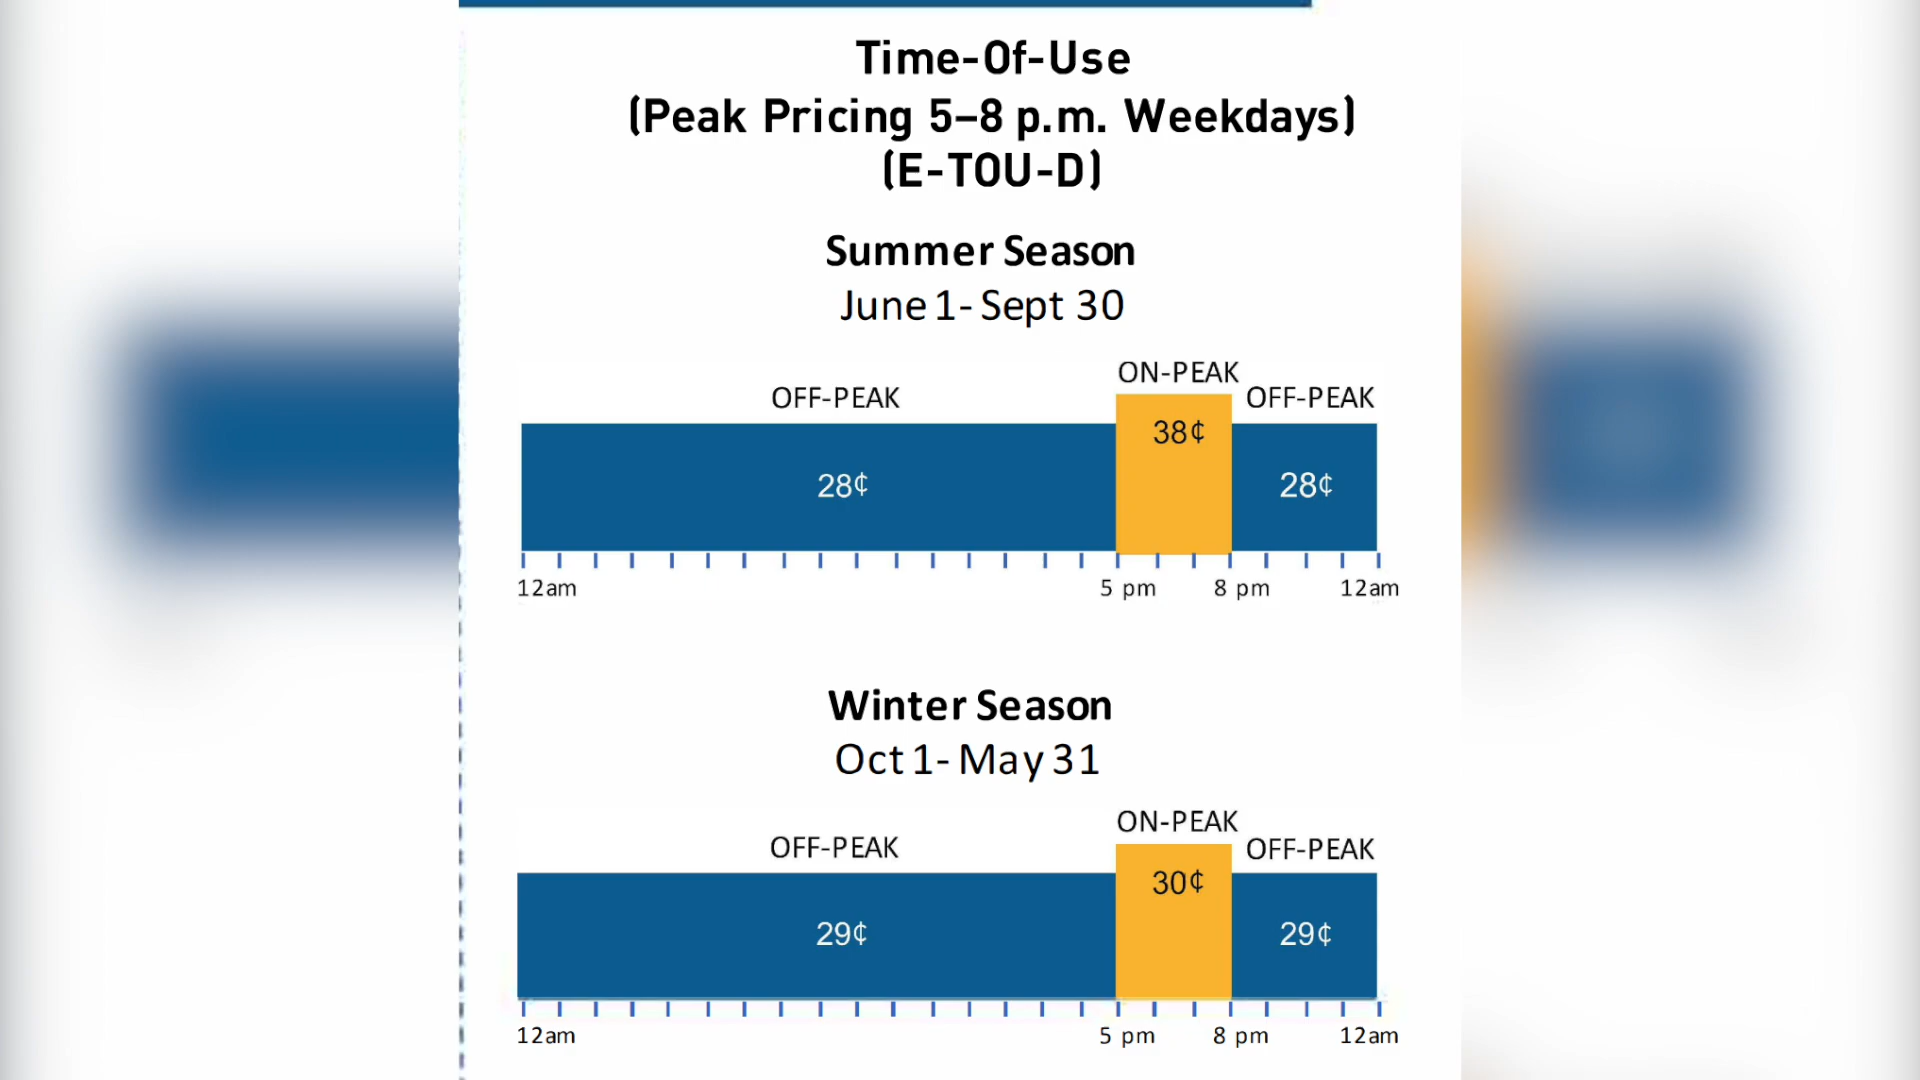 Time-Of-Use
(Peak Pricing 5–8 p.m. Weekdays)
(E-TOU-D)
Summer Season
June 1- Sept 30
OFF-PEAK
ON-PEAK
OFF-PEAK
28¢
38¢
28¢
12am
5 pm
8 pm
12am
Winter Season
Oct 1- May 31
OFF-PEAK
ON-PEAK
OFF-PEAK
29¢
30¢
29¢
12am
5 pm
8 pm
12am